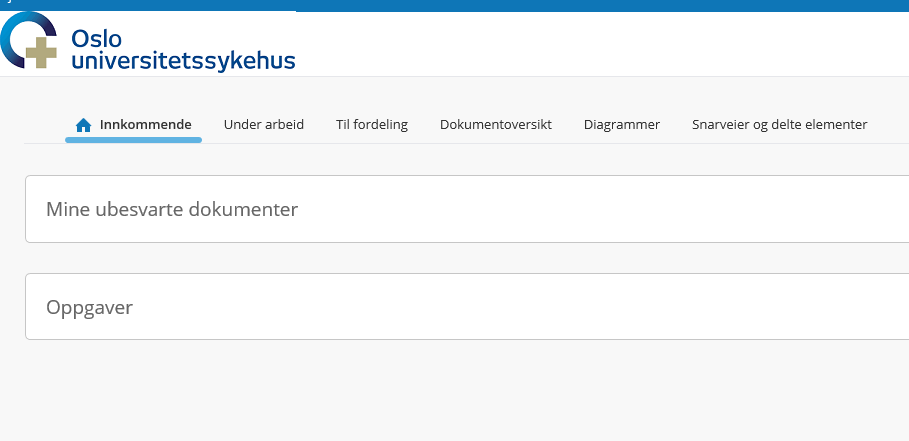 Oslo
universitetssykehus
Innkommende Under arbeid Til fordeling Dokumentoversikt Diagrammer Snarveier og delte elementer
Mine ubesvarte dokumenter
Oppgaver